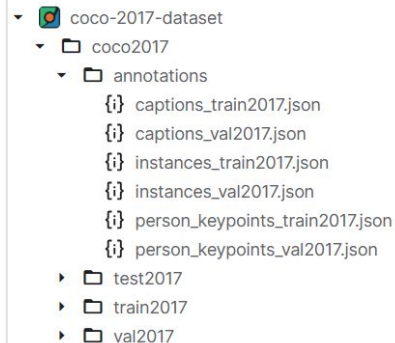 coco-2017-dataset
coco2017
annotations
{i} captions_train2017.json
{i} captions_val2017.json
{i} instances_train2017.json
{i} instances_val2017.json
{i} person_keypoints_train2017.json
{i} person_keypoints_val2017.json
test2017
train2017
val2017